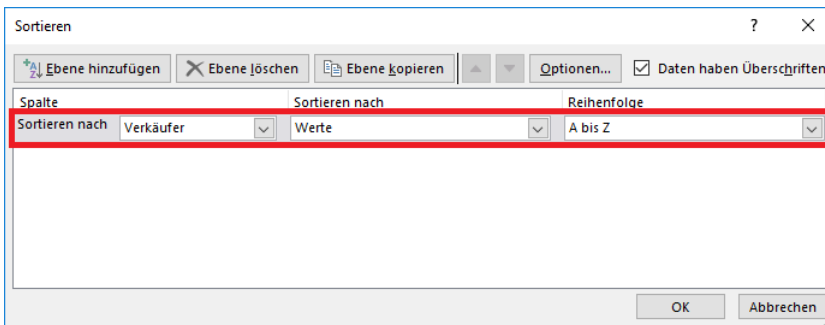 Sortieren ?
Ebene hinzufügen Ebene löschen Ebene kopieren Optionen... Daten haben Überschriften
Spalte Sortieren nach Reihenfolge
Sortieren nach Verkäufer Werte A bis Z
OK Abbrechen